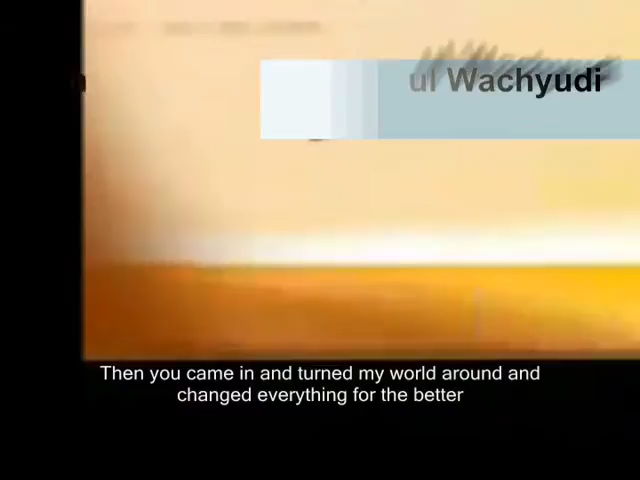 ul Wachyudi
Then you came in and turned my world around and
changed everything for the better